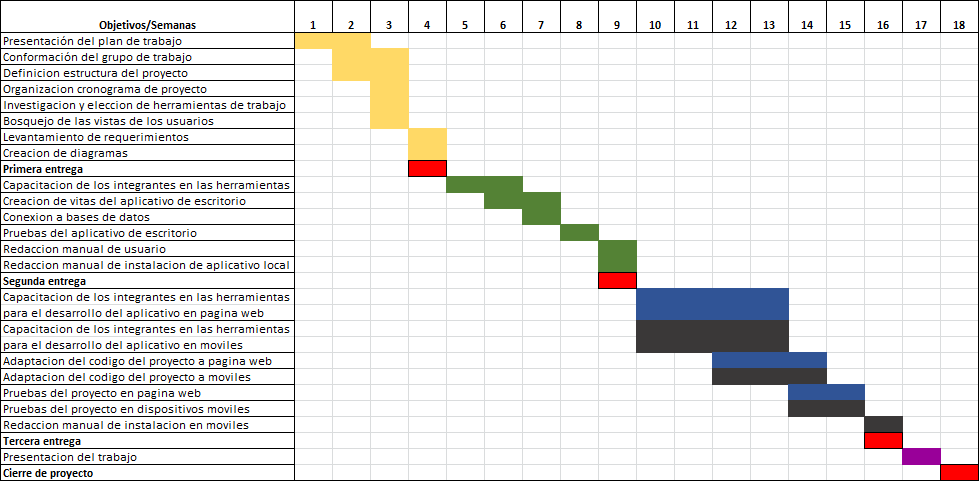 Objetivos/Semanas 1 2 3 4 5 6 7 8 9 10 11 12 13 14 15 16 17 18
Presentación del plan de trabajo
Conformación del grupo de trabajo
Definicion estructura del proyecto
Organizacion cronograma de proyecto
Investigacion y eleccion de herramientas de trabajo
Bosquejo de las vistas de los usuarios
Levantamiento de requerimientos
Creacion de diagramas
Primera entrega
Capacitacion de los integrantes en las herramientas
Creacion de vitas del aplicativo de escritorio
Conexion a bases de datos
Pruebas del aplicativo de escritorio
Redaccion manual de usuario
Redaccion manual de instalacion de aplicativo local
Segunda entrega
Capacitacion de los integrantes en las herramientas
para el desarrollo del aplicativo en pagina web
Capacitacion de los integrantes en las herramientas
para el desarrollo del aplicativo en moviles
Adaptacion del codigo del proyecto a pagina web
Adaptacion del codigo del proyecto a moviles
Pruebas del proyecto en pagina web
Pruebas del proyecto en dispositivos moviles
Redaccion manual de instalacion en moviles
Tercera entrega
Presentacion del trabajo
Cierre de proyecto